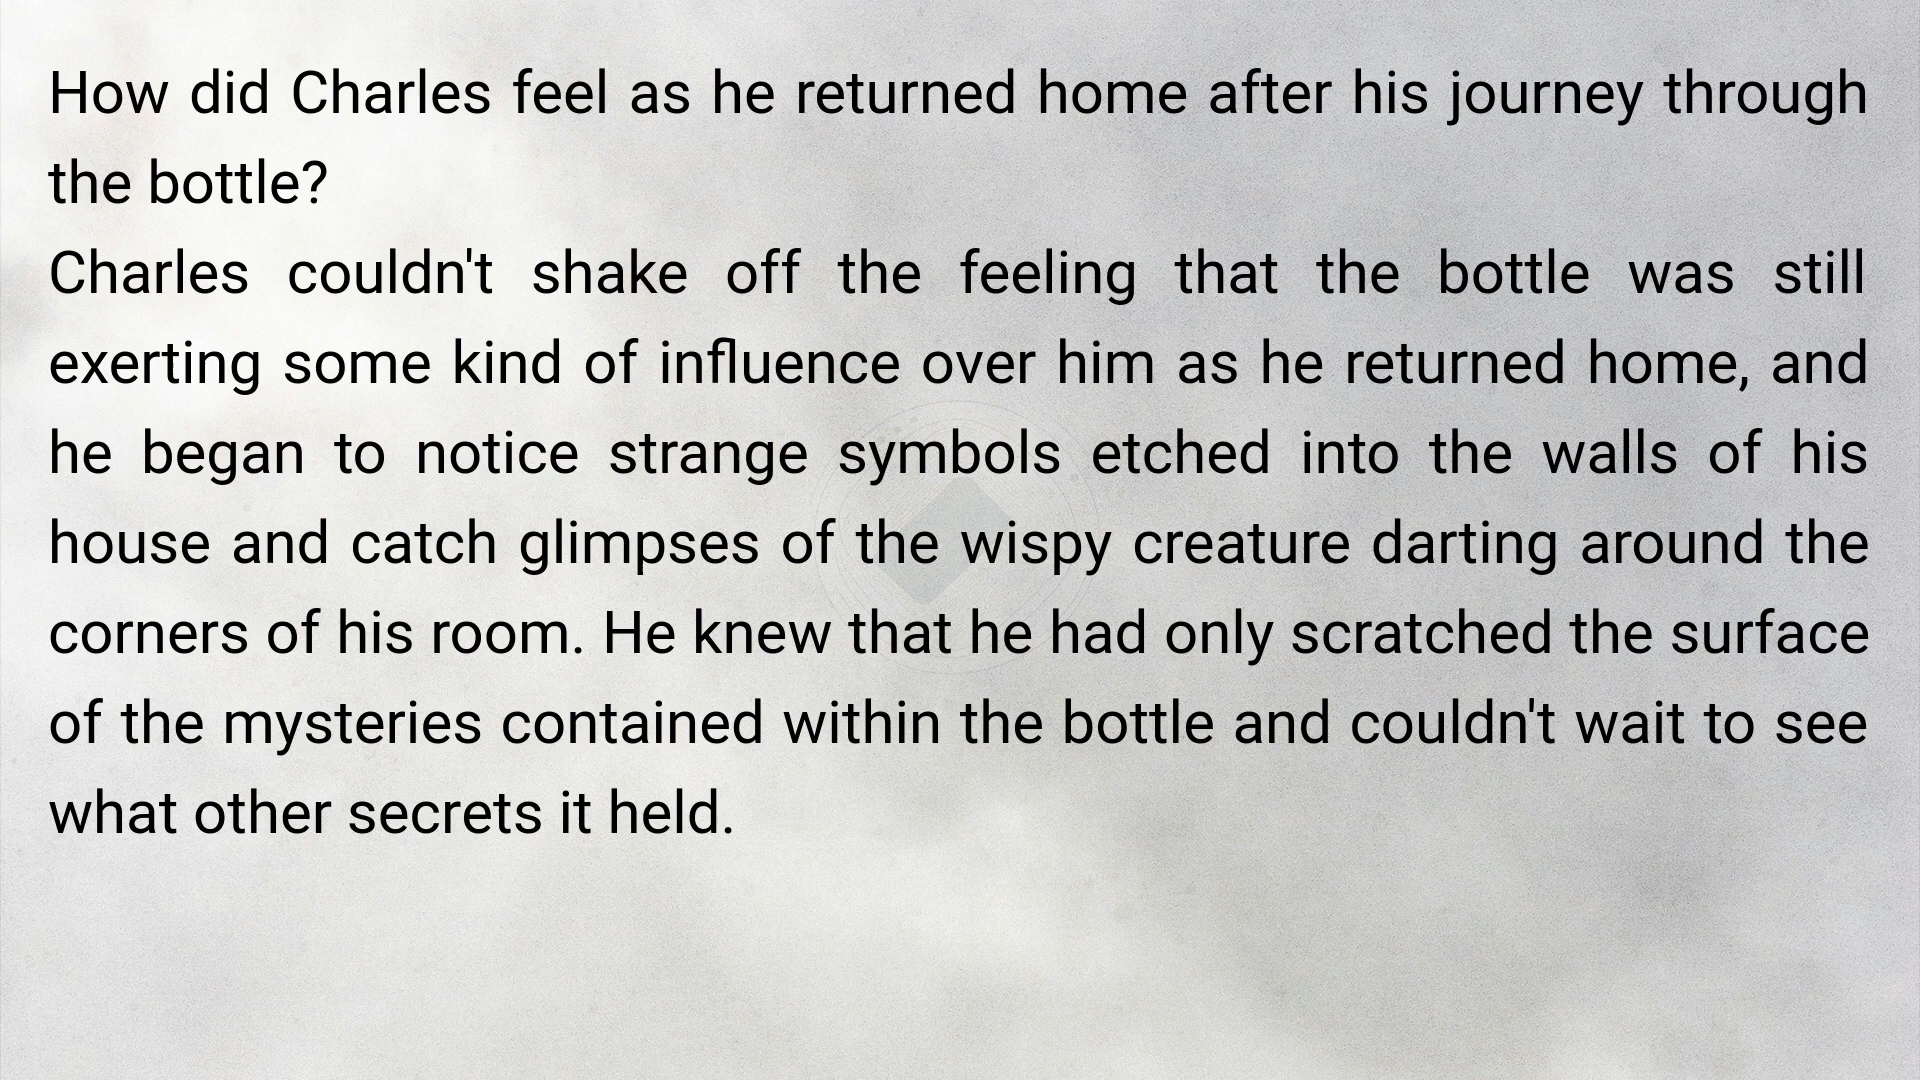 How did Charles feel as he returned home after his journey through
the bottle?
Charles couldn't shake off the feeling that the bottle was still
exerting some kind of influence over him as he returned home, and
he began to notice strange symbols etched into the walls of his
house and catch glimpses of the wispy creature darting around the
corners of his room. He knew that he had only scratched the surface
of the mysteries contained within the bottle and couldn't wait to see
what other secrets it held.